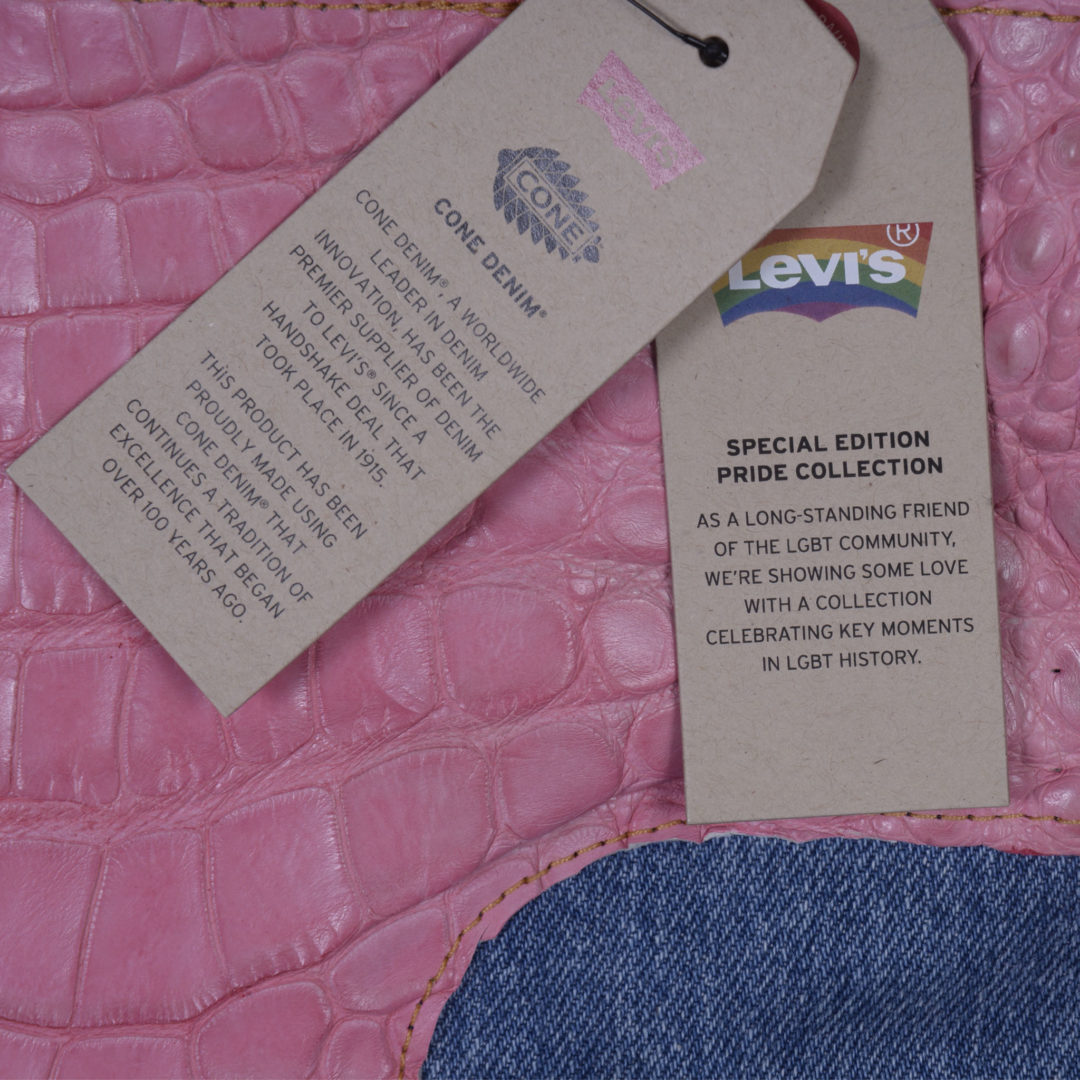 Levi's
CONE
CONE DENIM®
CONE DENIM®, A WORLDWIDE
LEADER IN DENIM
INNOVATION, HAS BEEN THE
PREMIER SUPPLIER OF DENIM
TO LEVI'S® SINCE A
HANDSHAKE DEAL THAT
TOOK PLACE IN 1915.
THIS PRODUCT HAS BEEN
PROUDLY MADE USING
CONE DENIM® THAT
CONTINUES A TRADITION OF
EXCELLENCE THAT BEGAN
OVER 100 YEARS AGO.
Levi's ®
SPECIAL EDITION
PRIDE COLLECTION
AS A LONG-STANDING FRIEND
OF THE LGBT COMMUNITY,
WE'RE SHOWING SOME LOVE
WITH A COLLECTION
CELEBRATING KEY MOMENTS
IN LGBT HISTORY.